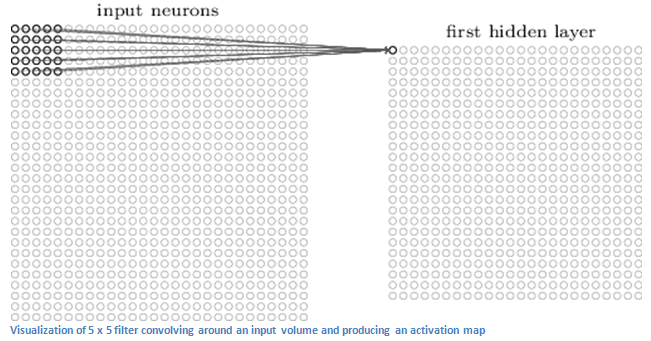 input neurons
first hidden layer
Visualization of 5 x 5 filter convolving around an input volume and producing an activation map